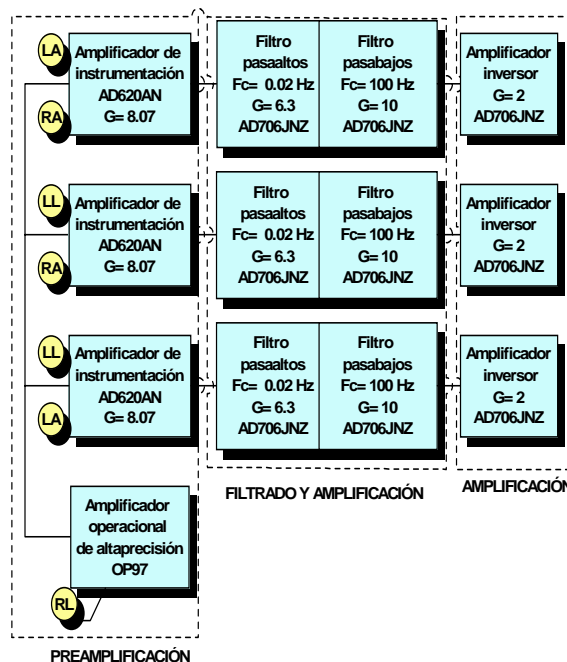 LA
Amplificador de
instrumentación
AD620AN
G= 8.07
RA
Filtro
pasaaltos
Fc= 0.02 Hz
G= 6.3
AD706JNZ
Filtro
pasabajos
Fc= 100 Hz
G= 10
AD706JNZ
Amplificador
inversor
G= 2
AD706JNZ
LL
Amplificador de
instrumentación
AD620AN
G= 8.07
RA
Filtro
pasaaltos
Fc= 0.02 Hz
G= 6.3
AD706JNZ
Filtro
pasabajos
Fc= 100 Hz
G= 10
AD706JNZ
Amplificador
inversor
G= 2
AD706JNZ
LL
Amplificador de
instrumentación
AD620AN
G= 8.07
LA
Filtro
pasaaltos
Fc= 0.02 Hz
G= 6.3
AD706JNZ
Filtro
pasabajos
Fc= 100 Hz
G= 10
AD706JNZ
Amplificador
inversor
G= 2
AD706JNZ
FILTRADO Y AMPLIFICACIÓN
AMPLIFICACIÓN
Amplificador
operacional
de altaprecisión
OP97
RL
PREAMPLIFICACIÓN